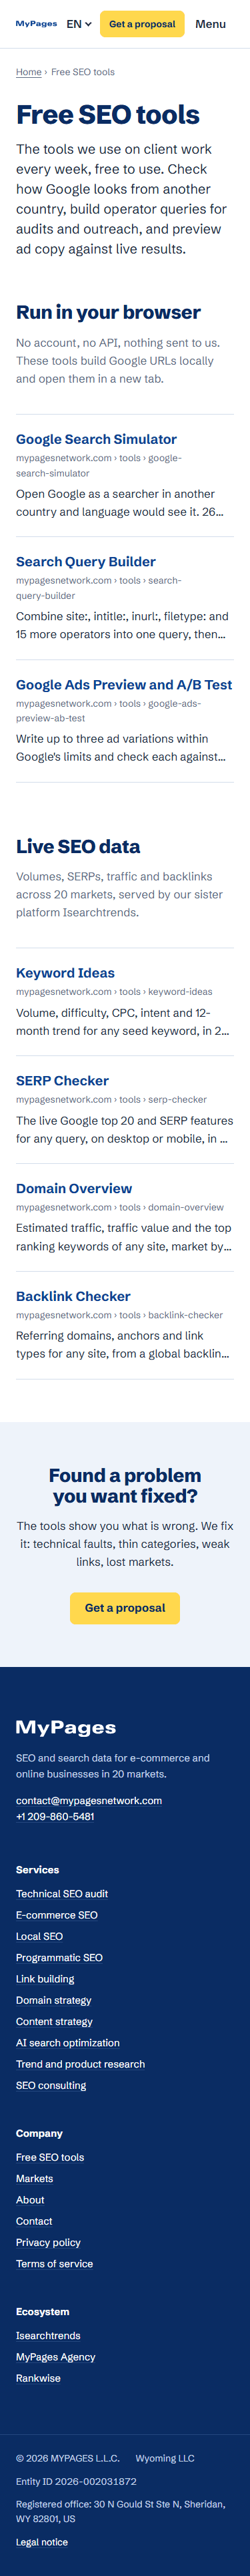 MyPages EN Get a proposal Menu
Home › Free SEO tools
Free SEO tools
The tools we use on client work
every week, free to use. Check
how Google looks from another
country, build operator queries for
audits and outreach, and preview
ad copy against live results.
Run in your browser
No account, no API, nothing sent to us.
These tools build Google URLs locally
and open them in a new tab.
Google Search Simulator
mypagesnetwork.com › tools › google-
search-simulator
Open Google as a searcher in another
country and language would see it. 26...
Search Query Builder
mypagesnetwork.com › tools › search-
query-builder
Combine site:, intitle:, inurl:, filetype: and
15 more operators into one query, then...
Google Ads Preview and A/B Test
mypagesnetwork.com › tools › google-ads-
preview-ab-test
Write up to three ad variations within
Google's limits and check each against...
Live SEO data
Volumes, SERPs, traffic and backlinks
across 20 markets, served by our sister
platform Isearchtrends.
Keyword Ideas
mypagesnetwork.com › tools › keyword-ideas
Volume, difficulty, CPC, intent and 12-
month trend for any seed keyword, in 2...
SERP Checker
mypagesnetwork.com › tools › serp-checker
The live Google top 20 and SERP features
for any query, on desktop or mobile, in ...
Domain Overview
mypagesnetwork.com › tools › domain-overview
Estimated traffic, traffic value and the top
ranking keywords of any site, market by...
Backlink Checker
mypagesnetwork.com › tools › backlink-checker
Referring domains, anchors and link
types for any site, from a global backlin...
Found a problem
you want fixed?
The tools show you what is wrong. We fix
it: technical faults, thin categories, weak
links, lost markets.
Get a proposal
MyPages
SEO and search data for e-commerce and
online businesses in 20 markets.
contact@mypagesnetwork.com
+1 209-860-5481
Services
Technical SEO audit
E-commerce SEO
Local SEO
Programmatic SEO
Link building
Domain strategy
Content strategy
AI search optimization
Trend and product research
SEO consulting
Company
Free SEO tools
Markets
About
Contact
Privacy policy
Terms of service
Ecosystem
Isearchtrends
MyPages Agency
Rankwise
© 2026 MYPAGES L.L.C. Wyoming LLC
Entity ID 2026-002031872
Registered office: 30 N Gould St Ste N, Sheridan,
WY 82801, US
Legal notice